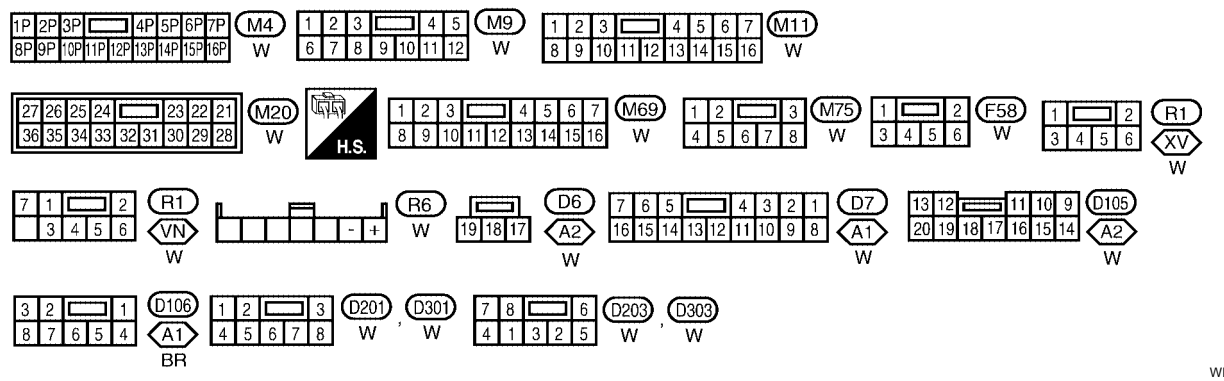 1P 2P 3P 4P 5P 6P 7P M4 1 2 3 4 5 M9 1 2 3 4 5 6 7 M11
8P 9P 10P 11P 12P 13P 14P 15P 16P W 6 7 8 9 10 11 12 W 8 9 10 11 12 13 14 15 16 W
27 26 25 24 23 22 21 M20 1 2 3 4 5 6 7 M69 1 2 3 M75 1 2 F58 1 2 R1
36 35 34 33 32 31 30 29 28 W H.S. 8 9 10 11 12 13 14 15 16 W 4 5 6 7 8 W 3 4 5 6 W 3 4 5 6 XV
W
7 1 2 R1 R6 D6 7 6 5 4 3 2 1 D7 13 12 11 10 9 D105
3 4 5 6 VN - + W 19 18 17 A2 16 15 14 13 12 11 10 9 8 A1 20 19 18 17 16 15 14 A2
W W W W
3 2 1 D106 1 2 3 D201 , D301 7 8 6 D203 , D303
8 7 6 5 4 A1 4 5 6 7 8 W W 4 1 3 2 5 W W
BR